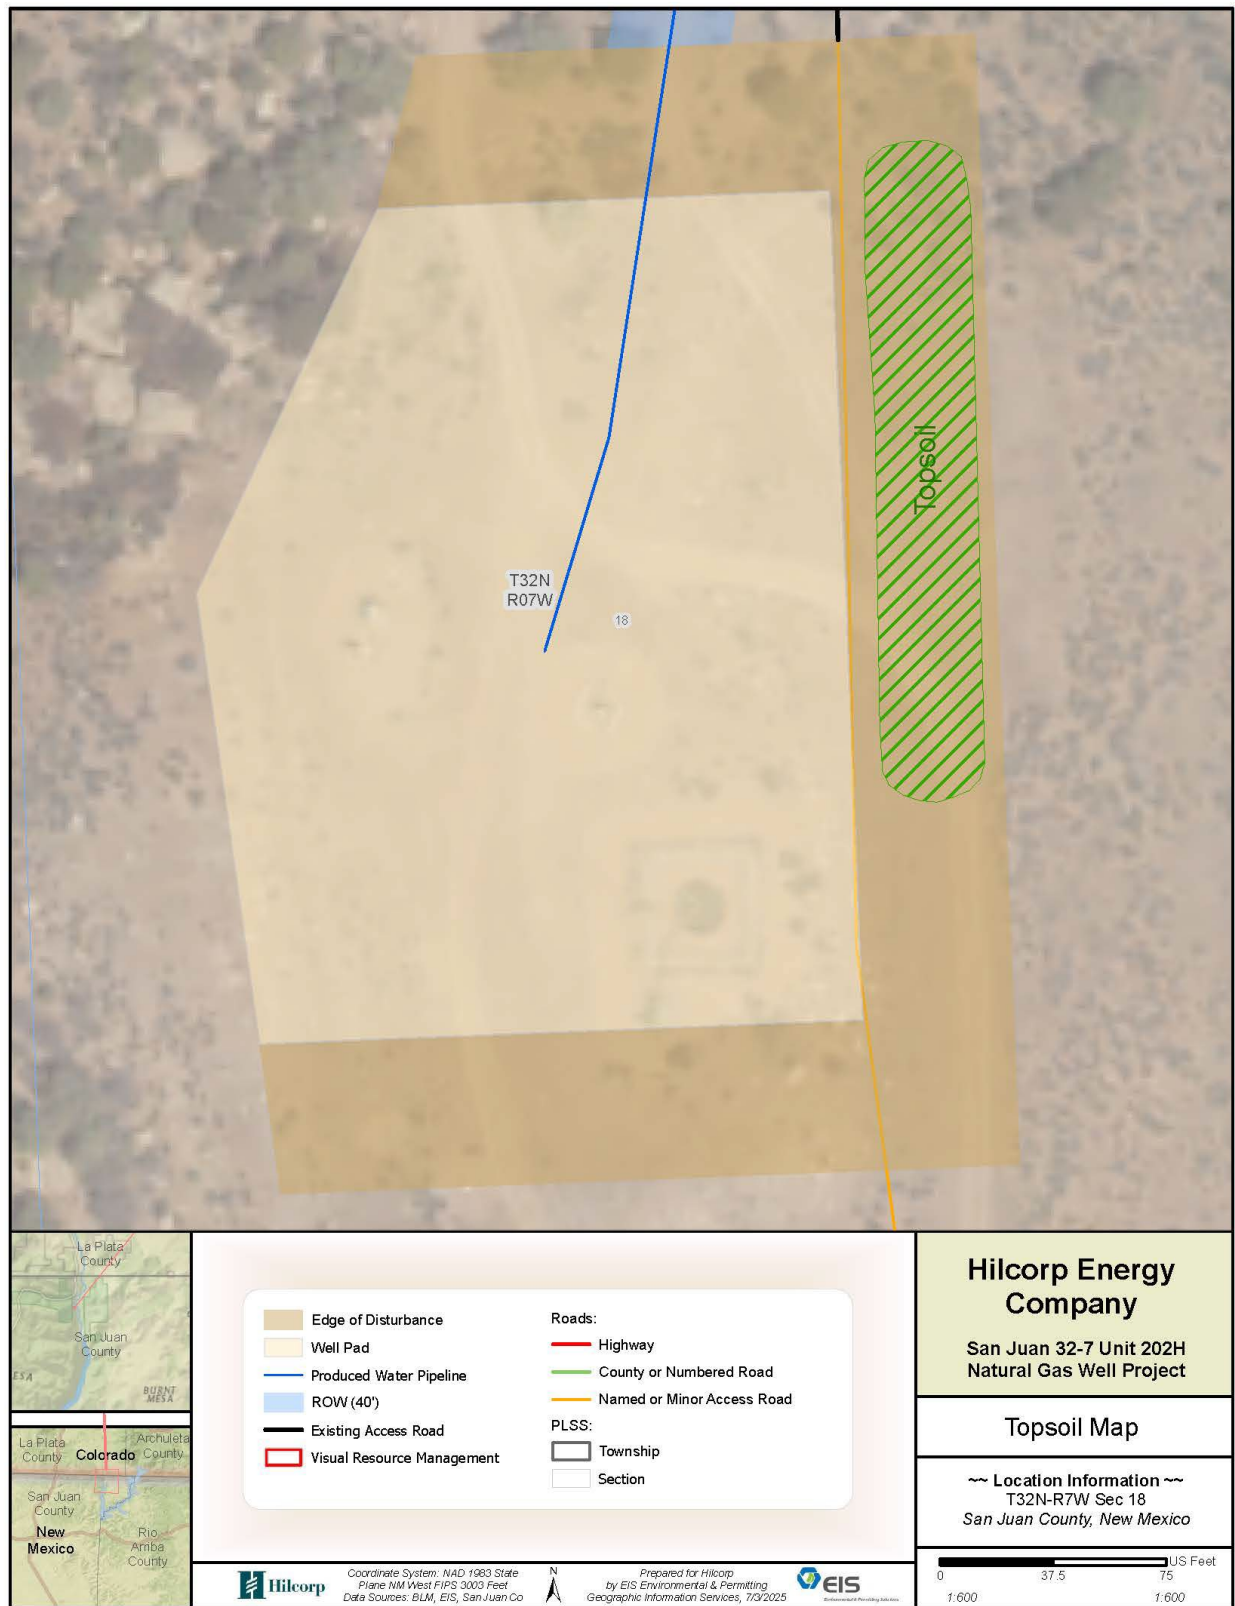 Topsoil
T32N
R07W
18
La Plata
County
San Juan
County
ESA
BURNT
MESA
La Plata
County
Colorado
Archuleta
County
San Juan
County
New
Mexico
Rio
Arriba
County
Edge of Disturbance
Well Pad
Produced Water Pipeline
ROW (40')
Existing Access Road
Visual Resource Management
Roads:
Highway
County or Numbered Road
Named or Minor Access Road
PLSS:
Township
Section
Hilcorp
Coordinate System: NAD 1983 State
Plane NM West FIPS 3003 Feet
Data Sources: BLM, EIS, San Juan Co
N
Prepared for Hilcorp
by EIS Environmental & Permitting
Geographic Information Services, 7/3/2025
EIS
Hilcorp Energy
Company
San Juan 32-7 Unit 202H
Natural Gas Well Project
Topsoil Map
~~ Location Information ~~
T32N-R7W Sec 18
San Juan County, New Mexico
US Feet
0 37.5 75
1:600 1:600